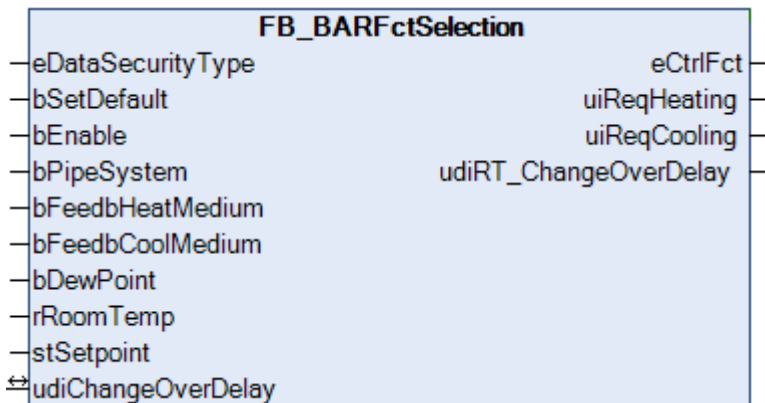 FB_BARFctSelection
eDataSecurityType eCtrlFct
bSetDefault uiReqHeating
bEnable uiReqCooling
bPipeSystem udiRT_ChangeOverDelay
bFeedbHeatMedium
bFeedbCoolMedium
bDewPoint
rRoomTemp
stSetpoint
udiChangeOverDelay